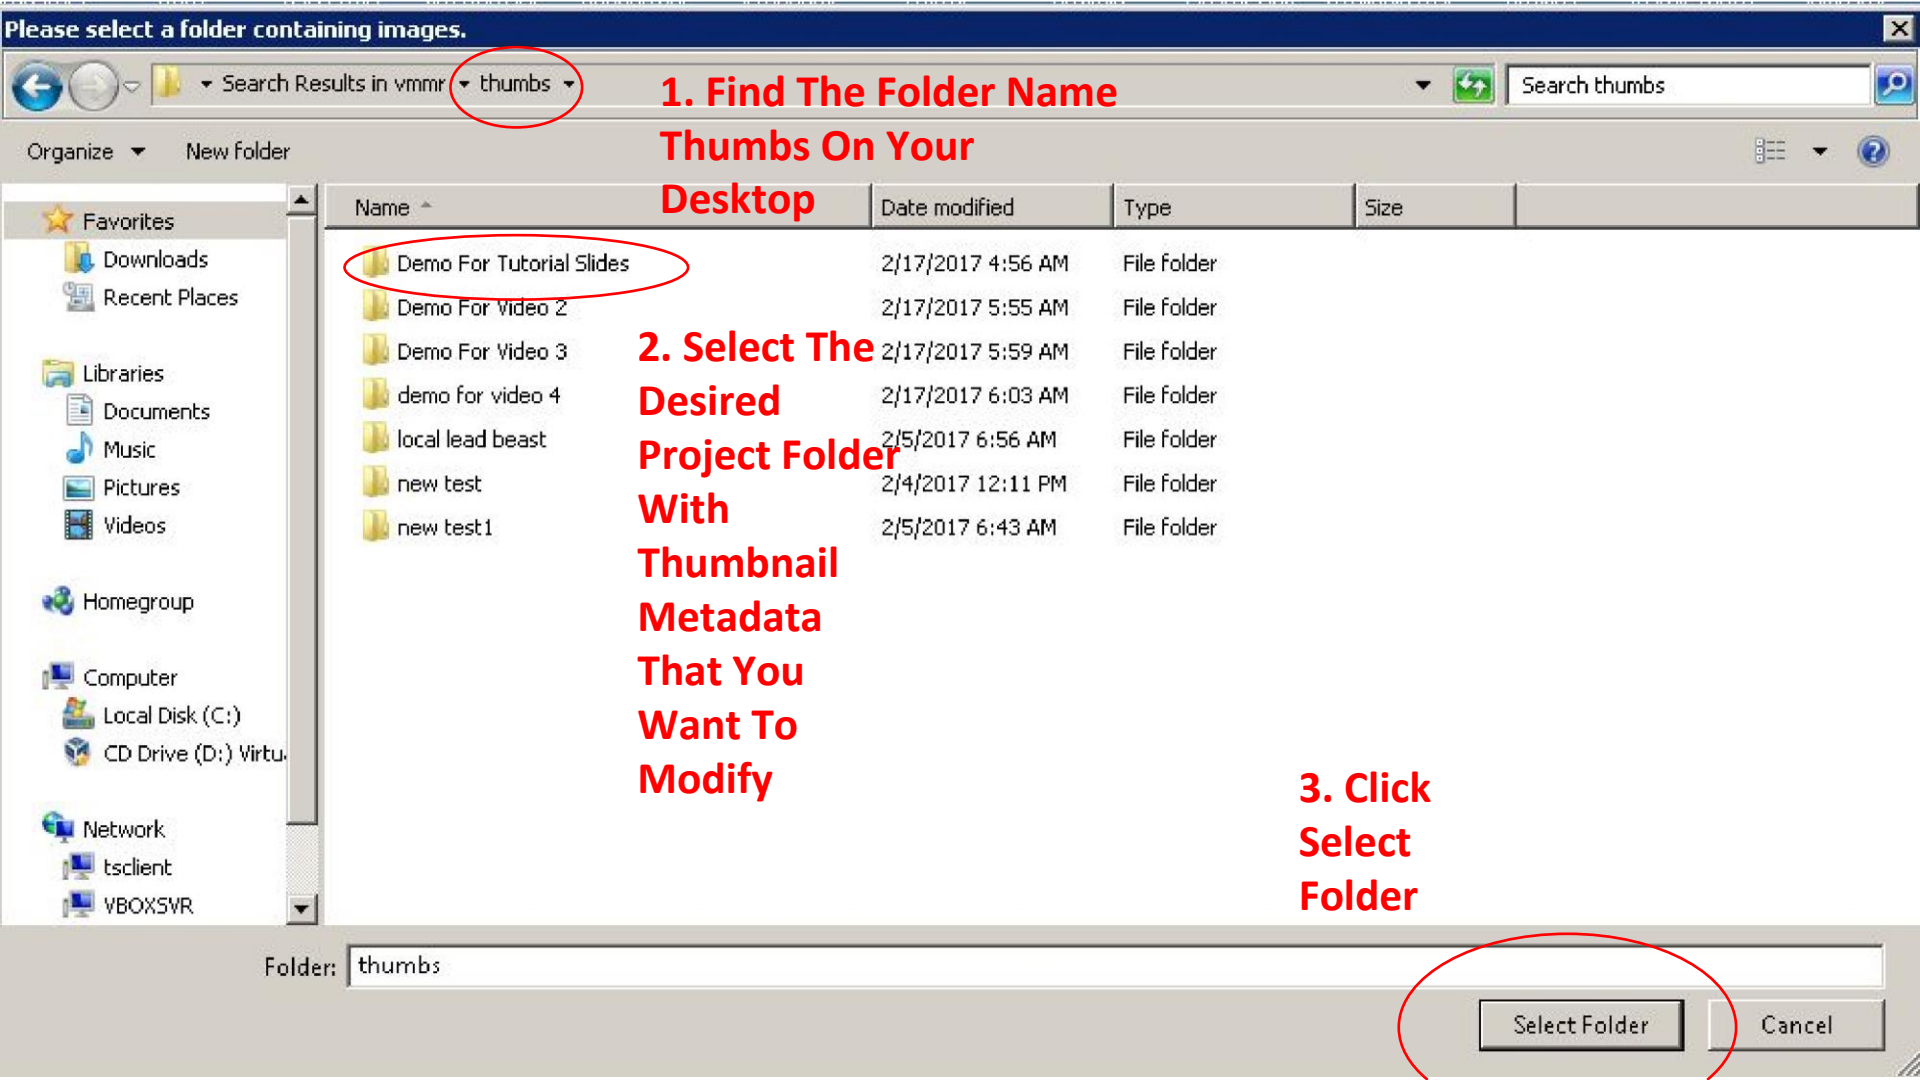 Please select a folder containing images.
Search Results in vmmr thumbs
Search thumbs
1. Find The Folder Name
Thumbs On Your
Desktop
Organize New folder
Name Date modified Type Size
Favorites
Downloads
Recent Places
Libraries
Documents
Music
Pictures
Videos
Homegroup
Computer
Local Disk (C:)
CD Drive (D:) Virtu
Network
tsclient
VBOXSVR
Demo For Tutorial Slides 2/17/2017 4:56 AM File folder
Demo For Video 2 2/17/2017 5:55 AM File folder
Demo For Video 3 2/17/2017 5:59 AM File folder
demo for video 4 2/17/2017 6:03 AM File folder
local lead beast 2/5/2017 6:56 AM File folder
new test 2/4/2017 12:11 PM File folder
new test1 2/5/2017 6:43 AM File folder
2. Select The
Desired
Project Folder
With
Thumbnail
Metadata
That You
Want To
Modify
3. Click
Select
Folder
Folder: thumbs
Select Folder Cancel